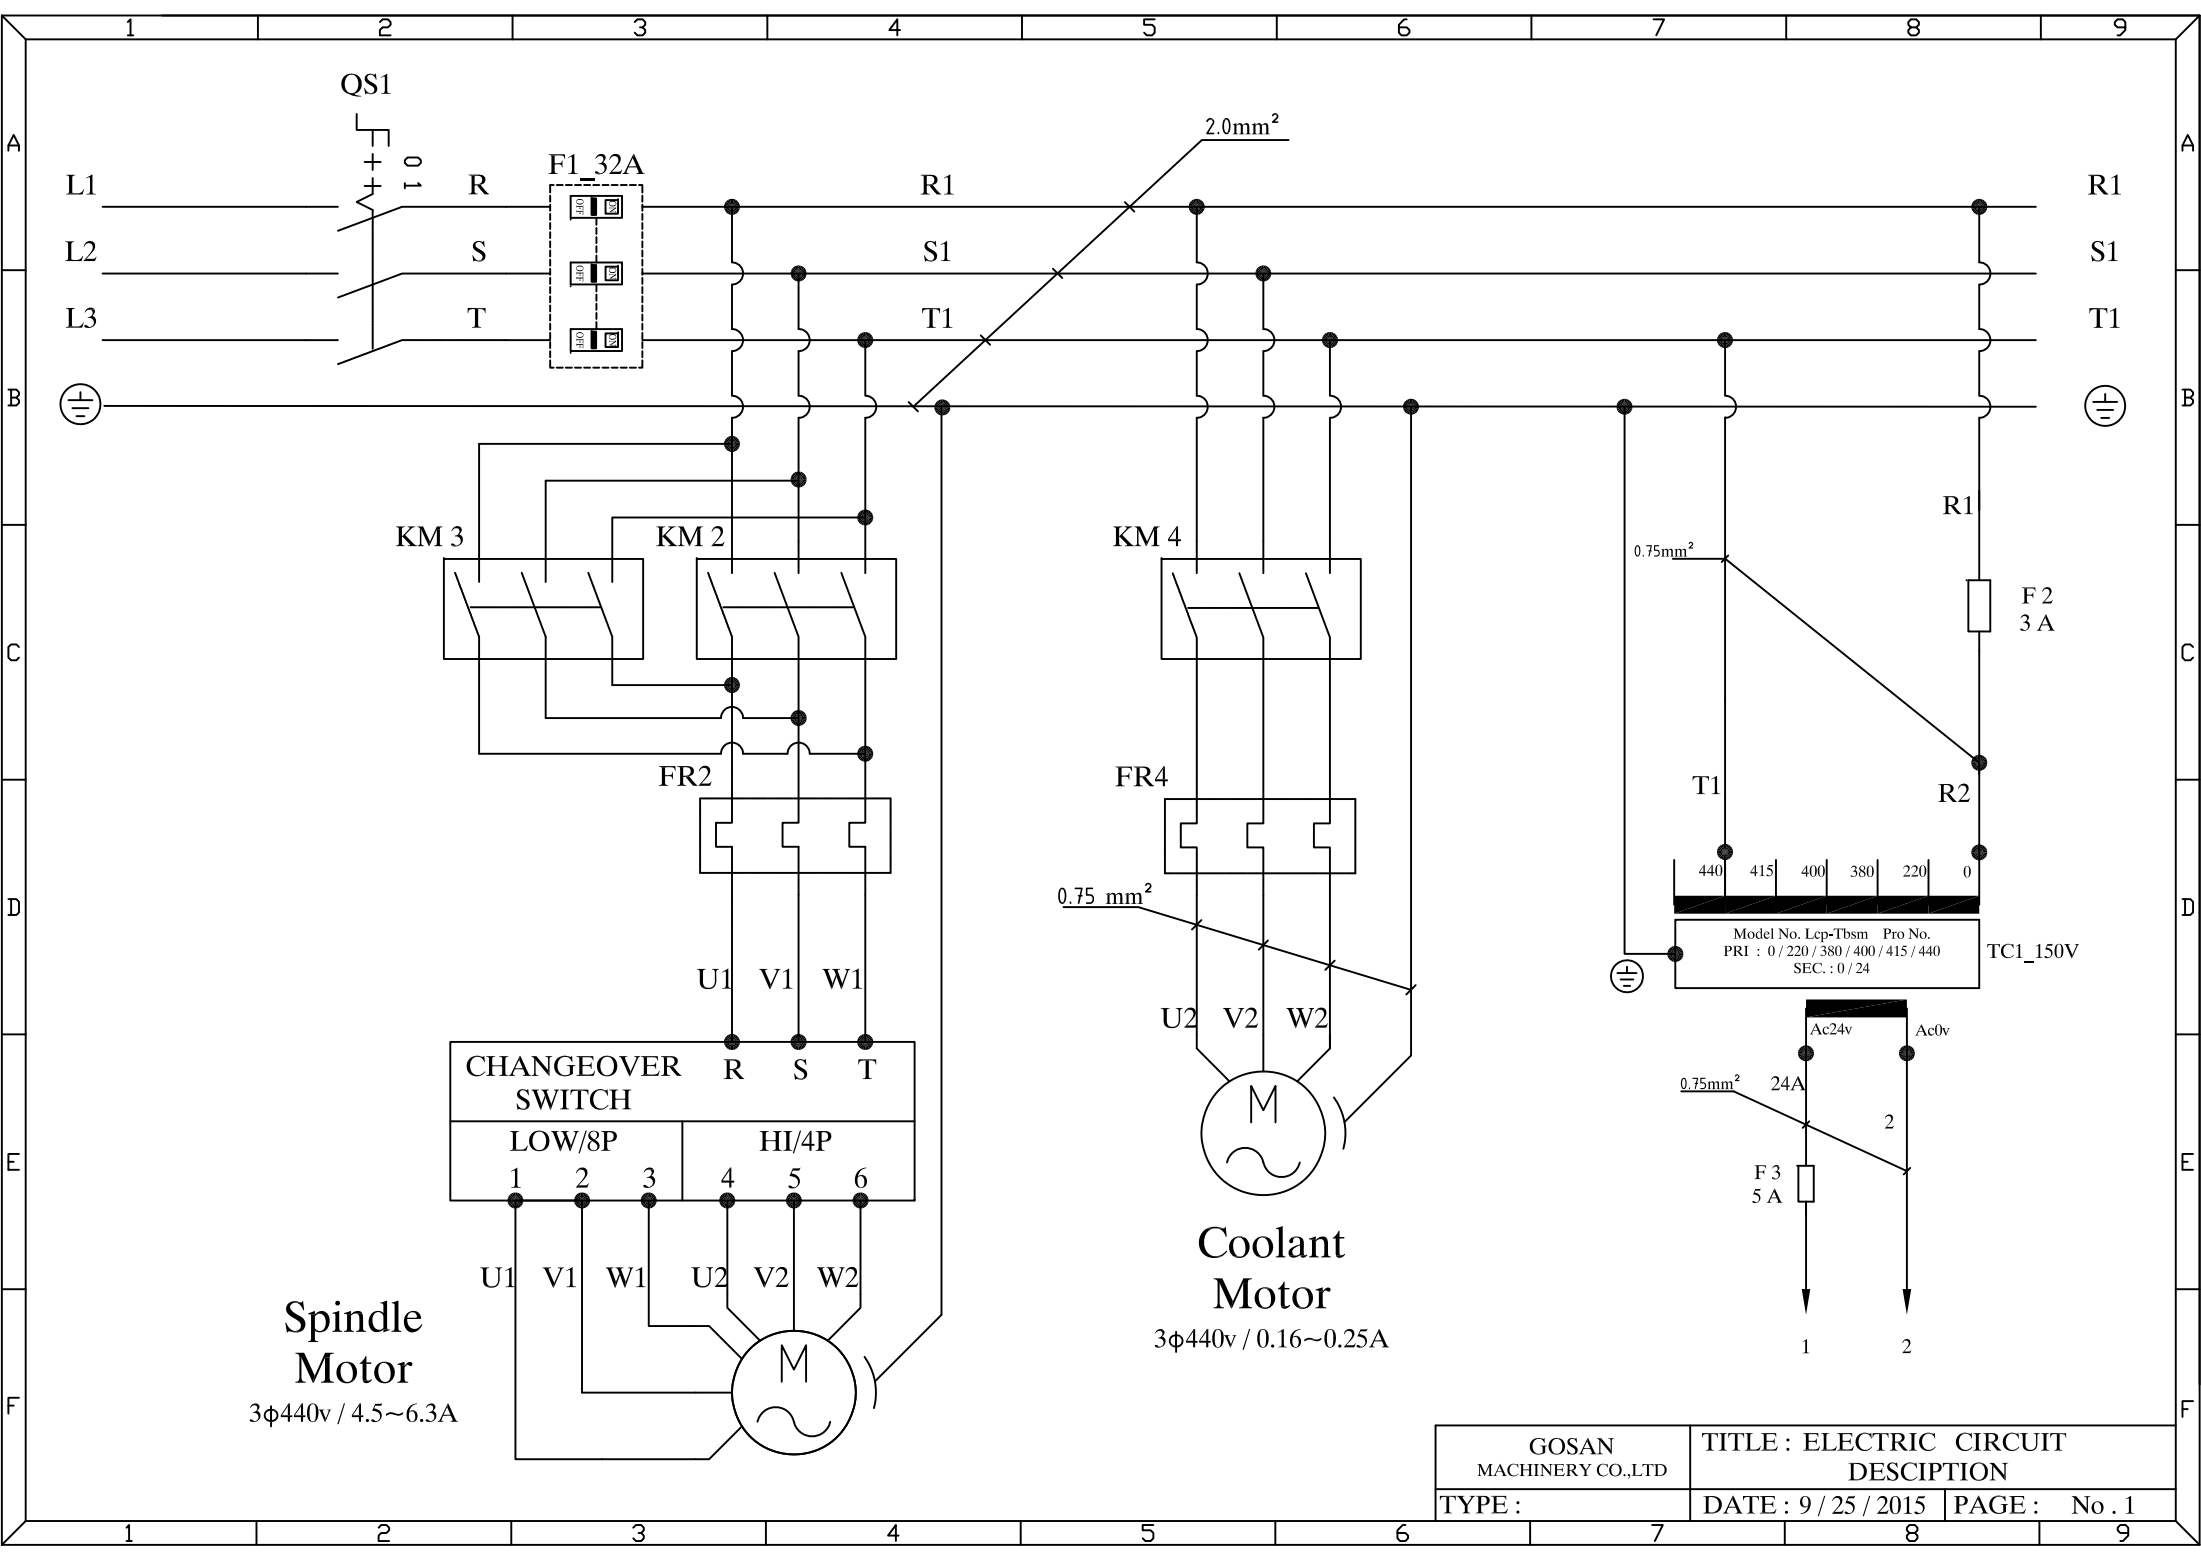 1 2 3 4 5 6 7 8 9
QS1
2.0mm²
A A
0 1
F1_32A
L1 R R1 R1
OFF ON
L2 S S1 S1
OFF ON
L3 T T1 T1
OFF ON
B B
R1
KM 3 KM 2 KM 4
0.75mm²
F 2
3 A
C C
FR2 FR4
T1 R2
440 415 400 380 220 0
0.75 mm²
D D
Model No. Lcp-Tbsm Pro No.
PRI : 0 / 220 / 380 / 400 / 415 / 440
SEC. : 0 / 24
TC1_150V
U1 V1 W1
U2 V2 W2
Ac24v Ac0v
CHANGEOVER
SWITCH
R S T
M
0.75mm² 24A
2
LOW/8P HI/4P
1 2 3 4 5 6
E E
F 3
5 A
Coolant
Motor
3ϕ440v / 0.16~0.25A
U1 V1 W1 U2 V2 W2
Spindle
Motor
3ϕ440v / 4.5~6.3A
M
1 2
F F
GOSAN
MACHINERY CO.,LTD
TITLE : ELECTRIC CIRCUIT
DESCIPTION
TYPE :
DATE : 9 / 25 / 2015
PAGE : No . 1
1 2 3 4 5 6 7 8 9